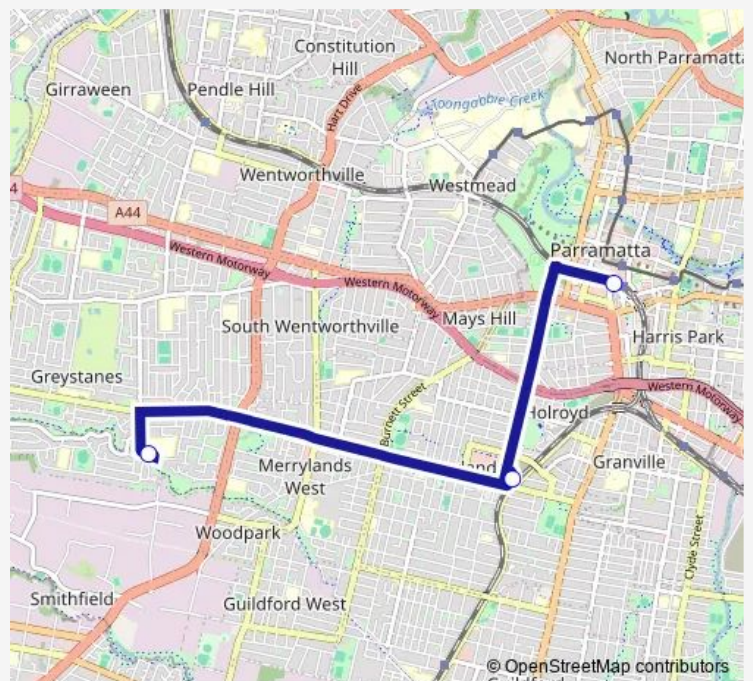 Constitution
Hill
North Parramatta
Girraween
Pendle Hill
Hart Drive
Toongabbie Creek
Wentworthville
Westmead
4
A44
Western Motorway
Parramatta
Western Motorway
South Wentworthville
Mays Hill
Harris Park
Greystanes
Western Motorway
Burnett Street
Holroyd
Merrylands
West
land
Granville
Woodpark
Clyde Street
Smithfield
Guildford West
© OpenStreetMap contributors